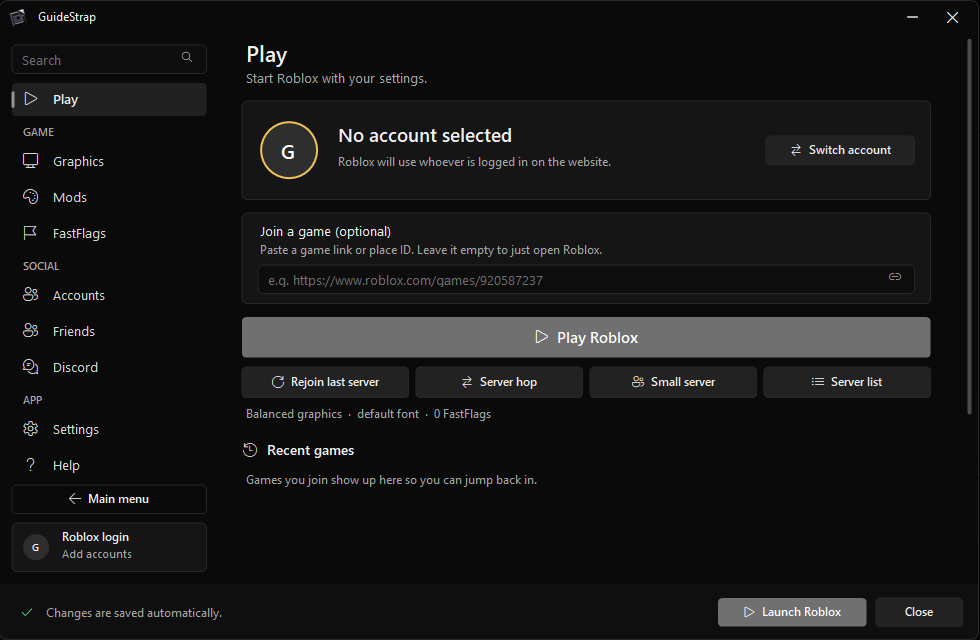 GuideStrap
Search
Play
GAME
Graphics
Mods
FastFlags
SOCIAL
Accounts
Friends
Discord
APP
Settings
? Help
Main menu
G
Roblox login
Add accounts
Play
Start Roblox with your settings.
G
No account selected
Roblox will use whoever is logged in on the website.
Switch account
Join a game (optional)
Paste a game link or place ID. Leave it empty to just open Roblox.
e.g. https://www.roblox.com/games/920587237
Play Roblox
Rejoin last server
Server hop
Small server
Server list
Balanced graphics · default font · 0 FastFlags
Recent games
Games you join show up here so you can jump back in.
Changes are saved automatically.
Launch Roblox
Close